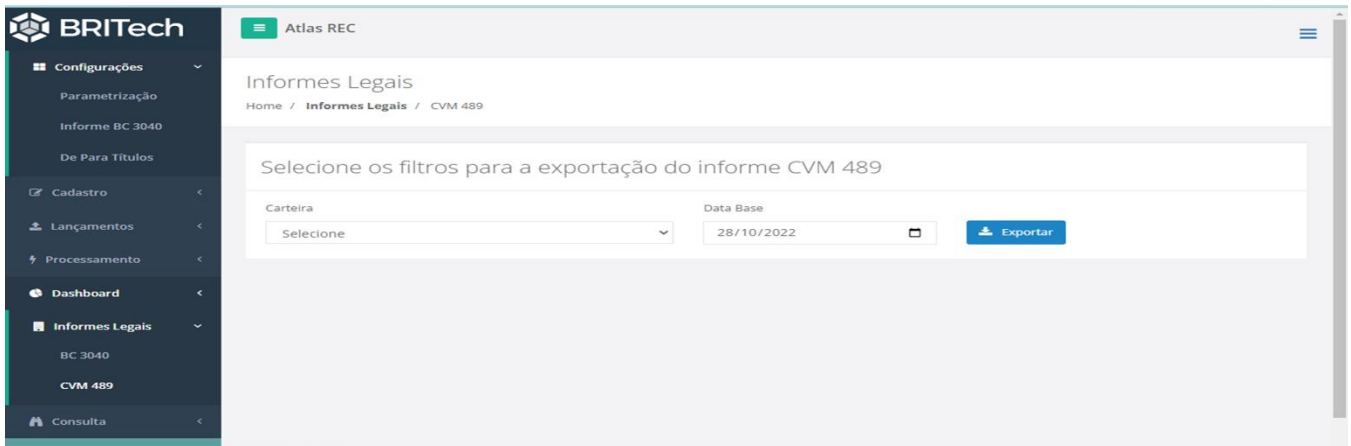 BRITech
Atlas REC
Configurações
Parametrização
Informe BC 3040
De Para Títulos
Cadastro
Lançamentos
Processamento
Dashboard
Informes Legais
BC 3040
CVM 489
Consulta
Informes Legais
Home / Informes Legais / CVM 489
Selecione os filtros para a exportação do informe CVM 489
Carteira
Data Base
Selecione
28/10/2022
Exportar